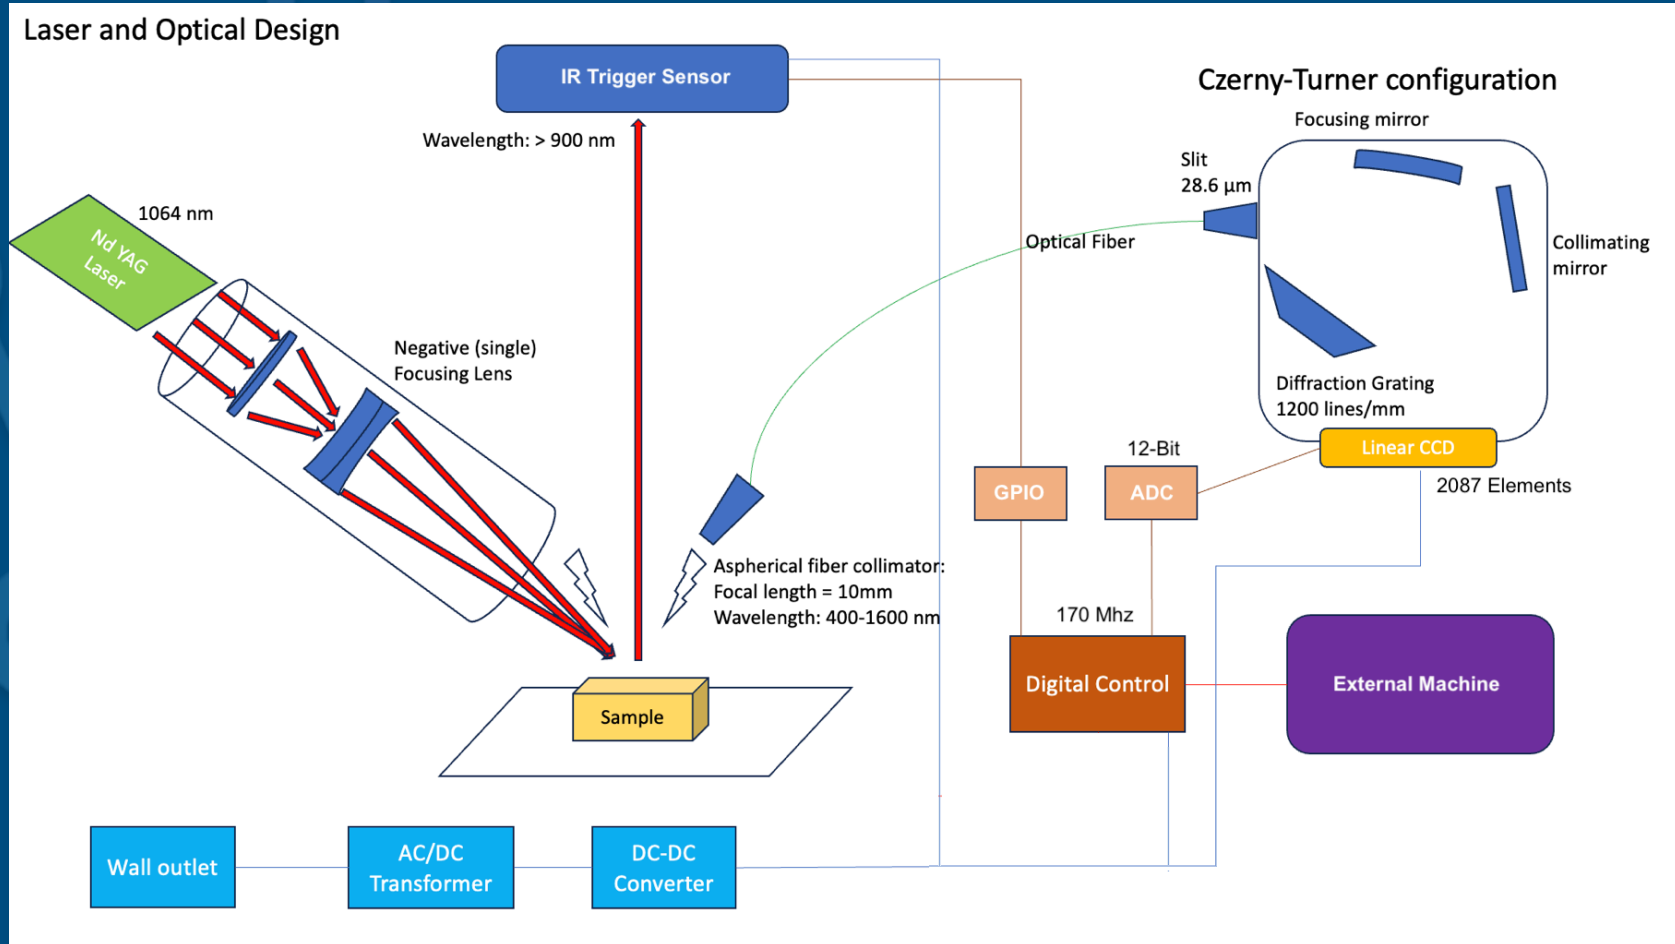 Laser and Optical Design
IR Trigger Sensor
Wavelength: > 900 nm
Czerny-Turner configuration
Focusing mirror
Slit
28.6 μm
Collimating
mirror
1064 nm
Nd YAG
Laser
Optical Fiber
Negative (single)
Focusing Lens
Diffraction Grating
1200 lines/mm
Linear CCD
2087 Elements
12-Bit
GPIO
ADC
Aspherical fiber collimator:
Focal length = 10mm
Wavelength: 400-1600 nm
170 Mhz
Digital Control
External Machine
Sample
Wall outlet
AC/DC
Transformer
DC-DC
Converter